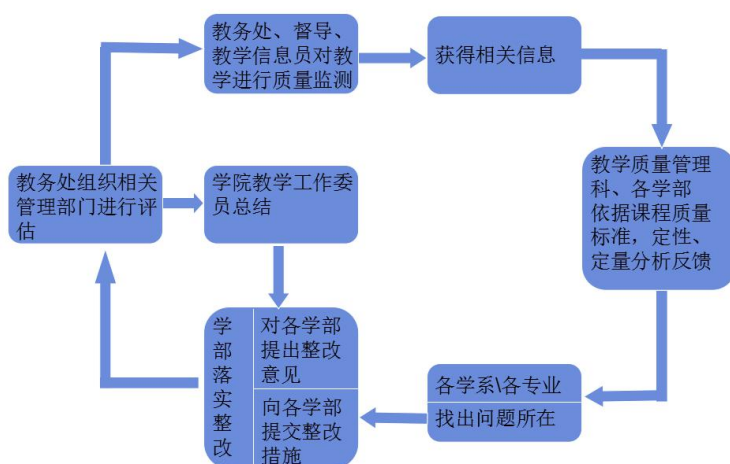 教务处、督导、
教学信息员对教
学进行质量监测
获得相关信息
教学质量管理
科、各学部
依据课程质量
标准，定性、
定量分析反馈
教务处组织相关
管理部门进行评
估
学院教学工作委
员总结
学
部
落
实
整
改
对各学部
提出整改
意见
向各学部
提交整改
措施
各学系\各专业
找出问题所在